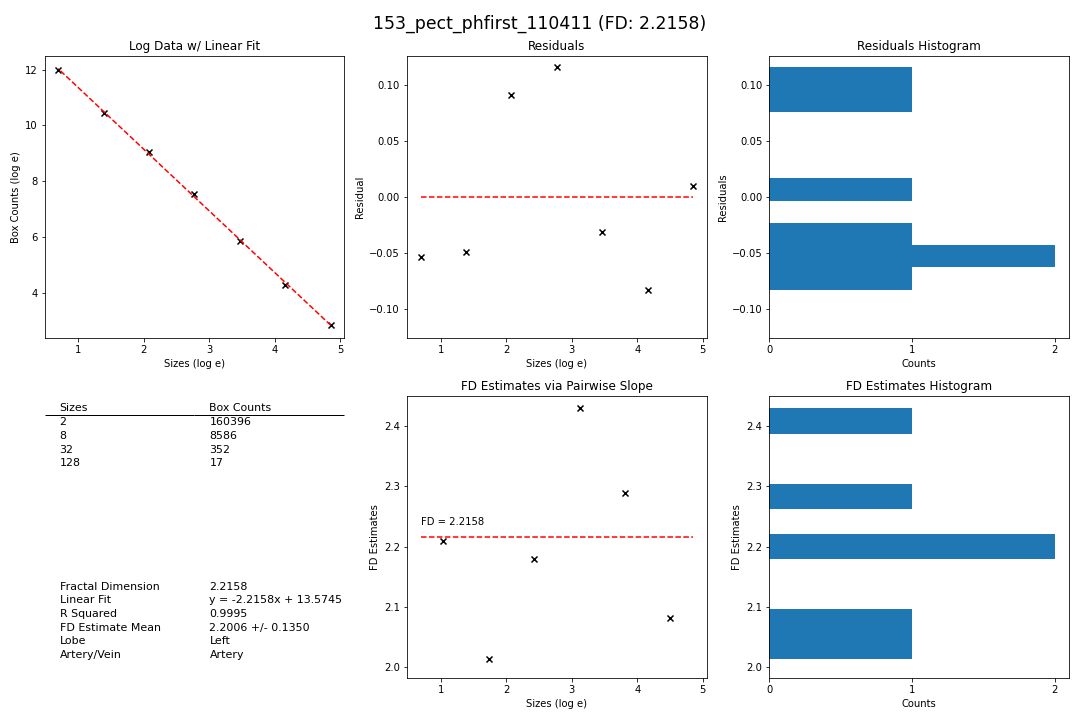 153_pect_phfirst_110411 (FD: 2.2158)
Log Data w/ Linear Fit
12
10
8
6
4
Box Counts (log e)
1 2 3 4 5
Sizes (log e)
Residuals
0.10
0.05
0.00
−0.05
−0.10
Residual
1 2 3 4 5
Sizes (log e)
Residuals Histogram
0.10
0.05
0.00
−0.05
−0.10
Residuals
0 1 2
Counts
Sizes Box Counts
2 160396
8 8586
32 352
128 17
Fractal Dimension 2.2158
Linear Fit y = -2.2158x + 13.5745
R Squared 0.9995
FD Estimate Mean 2.2006 +/- 0.1350
Lobe Left
Artery/Vein Artery
FD Estimates via Pairwise Slope
2.4
2.3
2.2
2.1
2.0
FD Estimates
FD = 2.2158
1 2 3 4 5
Sizes (log e)
FD Estimates Histogram
2.4
2.3
2.2
2.1
2.0
FD Estimates
0 1 2
Counts